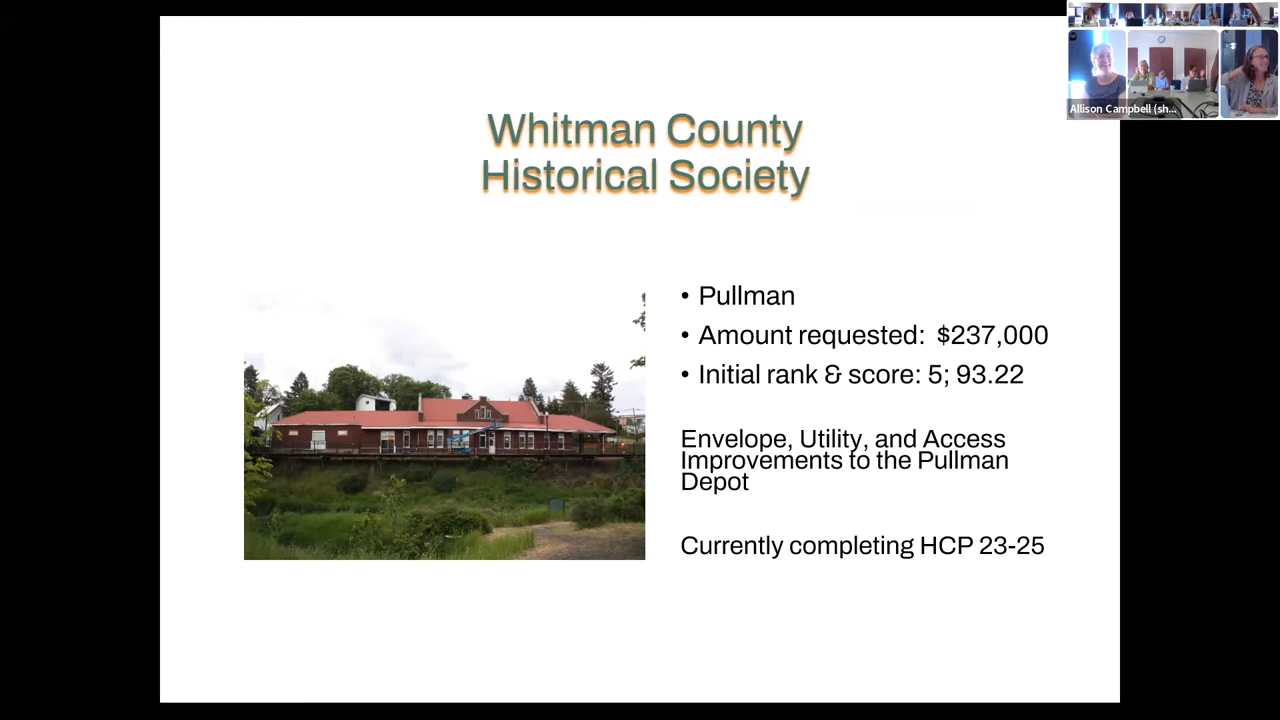 Whitman County
Historical Society
• Pullman
• Amount requested: $237,000
• Initial rank & score: 5; 93.22
Envelope, Utility, and Access
Improvements to the Pullman
Depot
Currently completing HCP 23-25
Allison Campbell (sh...